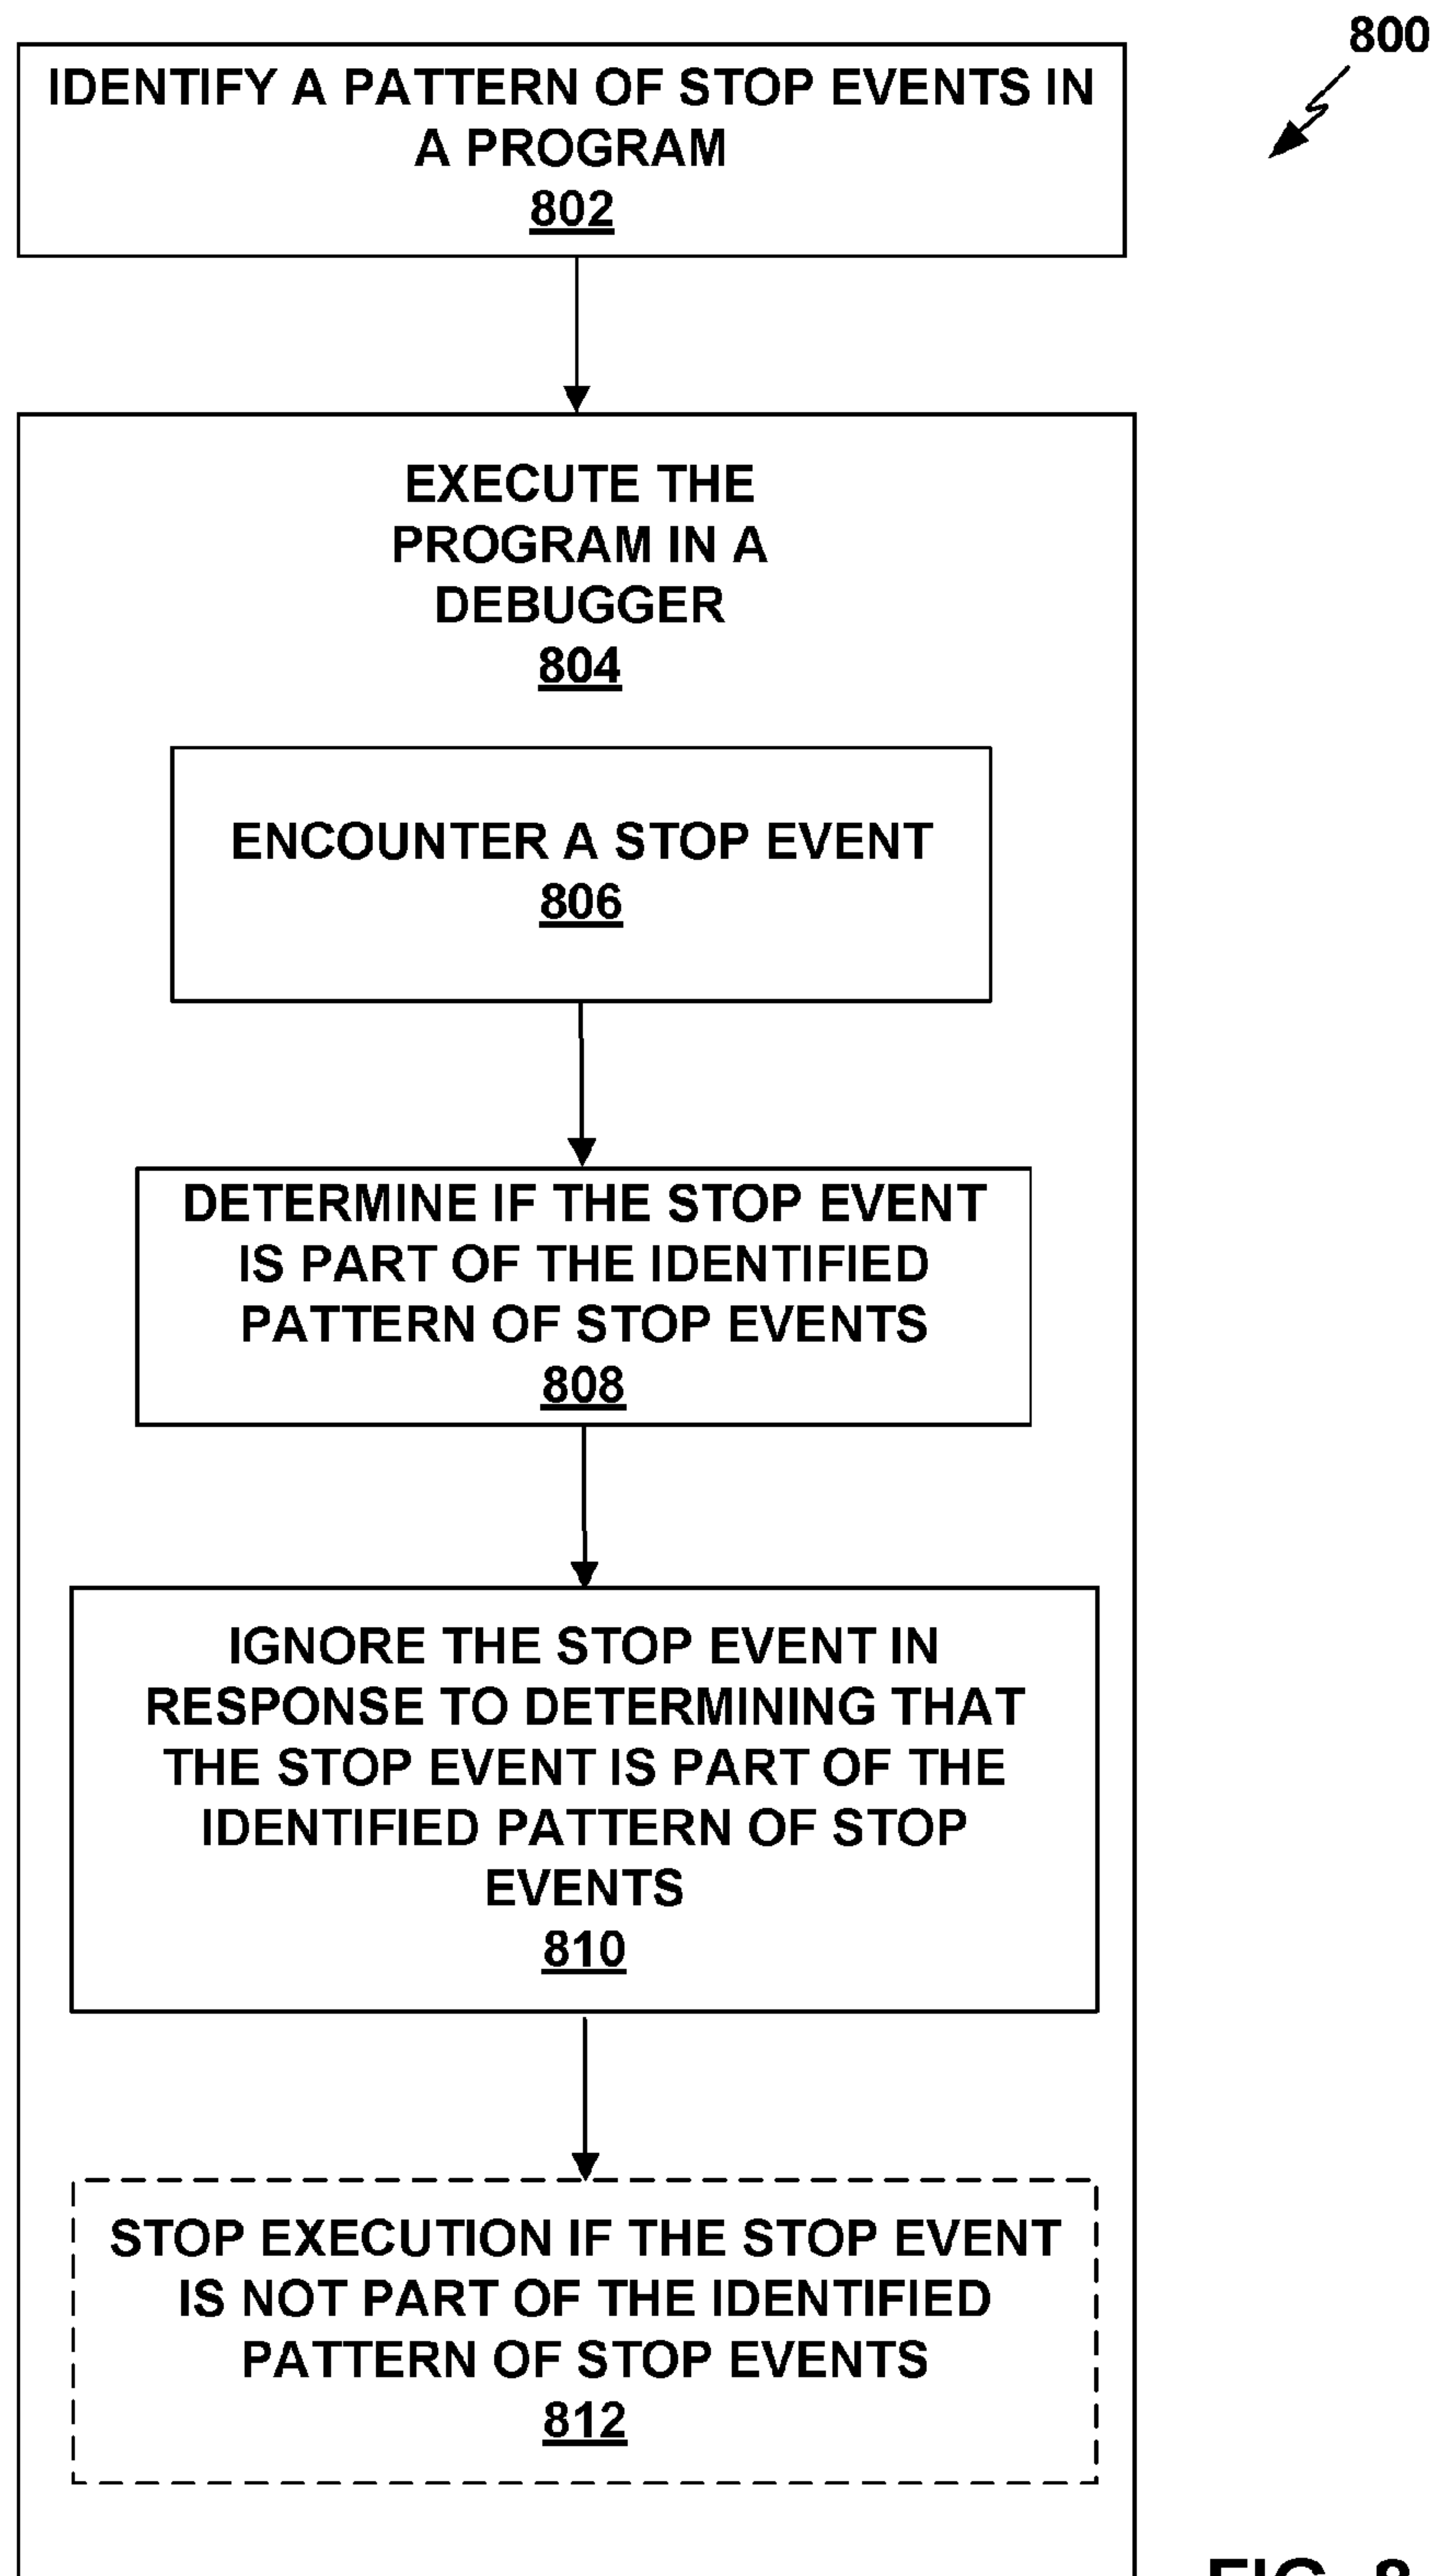 800
IDENTIFY A PATTERN OF STOP EVENTS IN
A PROGRAM
802
EXECUTE THE
PROGRAM IN A
DEBUGGER
804
ENCOUNTER A STOP EVENT
806
DETERMINE IF THE STOP EVENT
IS PART OF THE IDENTIFIED
PATTERN OF STOP EVENTS
808
IGNORE THE STOP EVENT IN
RESPONSE TO DETERMINING THAT
THE STOP EVENT IS PART OF THE
IDENTIFIED PATTERN OF STOP
EVENTS
810
STOP EXECUTION IF THE STOP EVENT
IS NOT PART OF THE IDENTIFIED
PATTERN OF STOP EVENTS
812